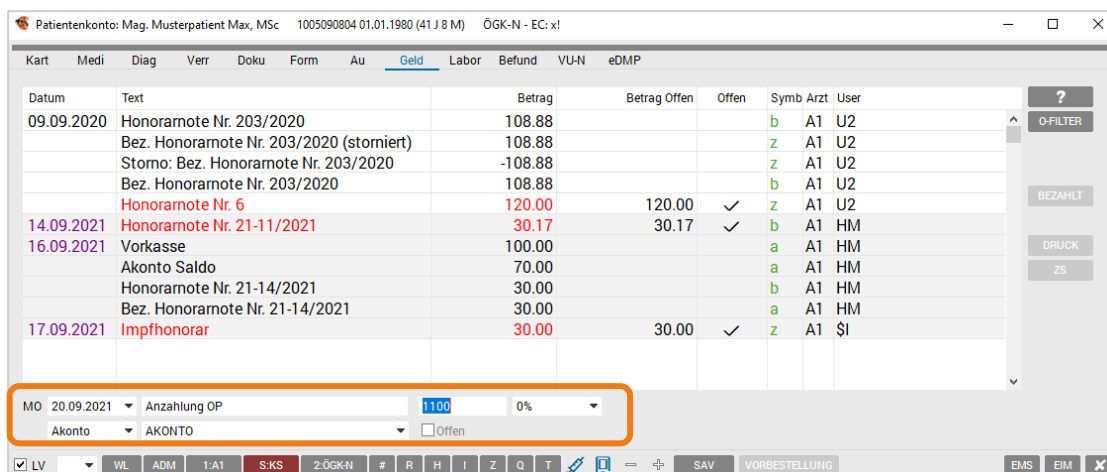 Patientenkonto: Mag. Musterpatient Max, MSc 1005090804 01.01.1980 (41 J 8 M) ÖGK-N - EC: x!
Kart Medi Diag Verr Doku Form Au Geld Labor Befund VU-N eDMP
Datum Text Betrag Betrag Offen Offen Symb Arzt User ?
09.09.2020 Honorarnote Nr. 203/2020 108.88 b A1 U2 O-FILTER
Bez. Honorarnote Nr. 203/2020 (storniert) 108.88 z A1 U2
Storno: Bez. Honorarnote Nr. 203/2020 -108.88 z A1 U2
Bez. Honorarnote Nr. 203/2020 108.88 b A1 U2
Honorarnote Nr. 6 120.00 120.00 ✓ z A1 U2 BEZAHLT
14.09.2021 Honorarnote Nr. 21-11/2021 30.17 30.17 ✓ b A1 HM
16.09.2021 Vorkasse 100.00 a A1 HM DRUCK
Akonto Saldo 70.00 a A1 HM ZS
Honorarnote Nr. 21-14/2021 30.00 b A1 HM
Bez. Honorarnote Nr. 21-14/2021 30.00 a A1 HM
17.09.2021 Impfhonorar 30.00 30.00 ✓ z A1 $I
MO 20.09.2021 Anzahlung OP 1100 0%
Akonto AKONTO Offen
LV WL ADM 1:A1 S:KS 2:ÖGK-N # R H I Z Q T SAV VORBESTELLUNG EMS EIM